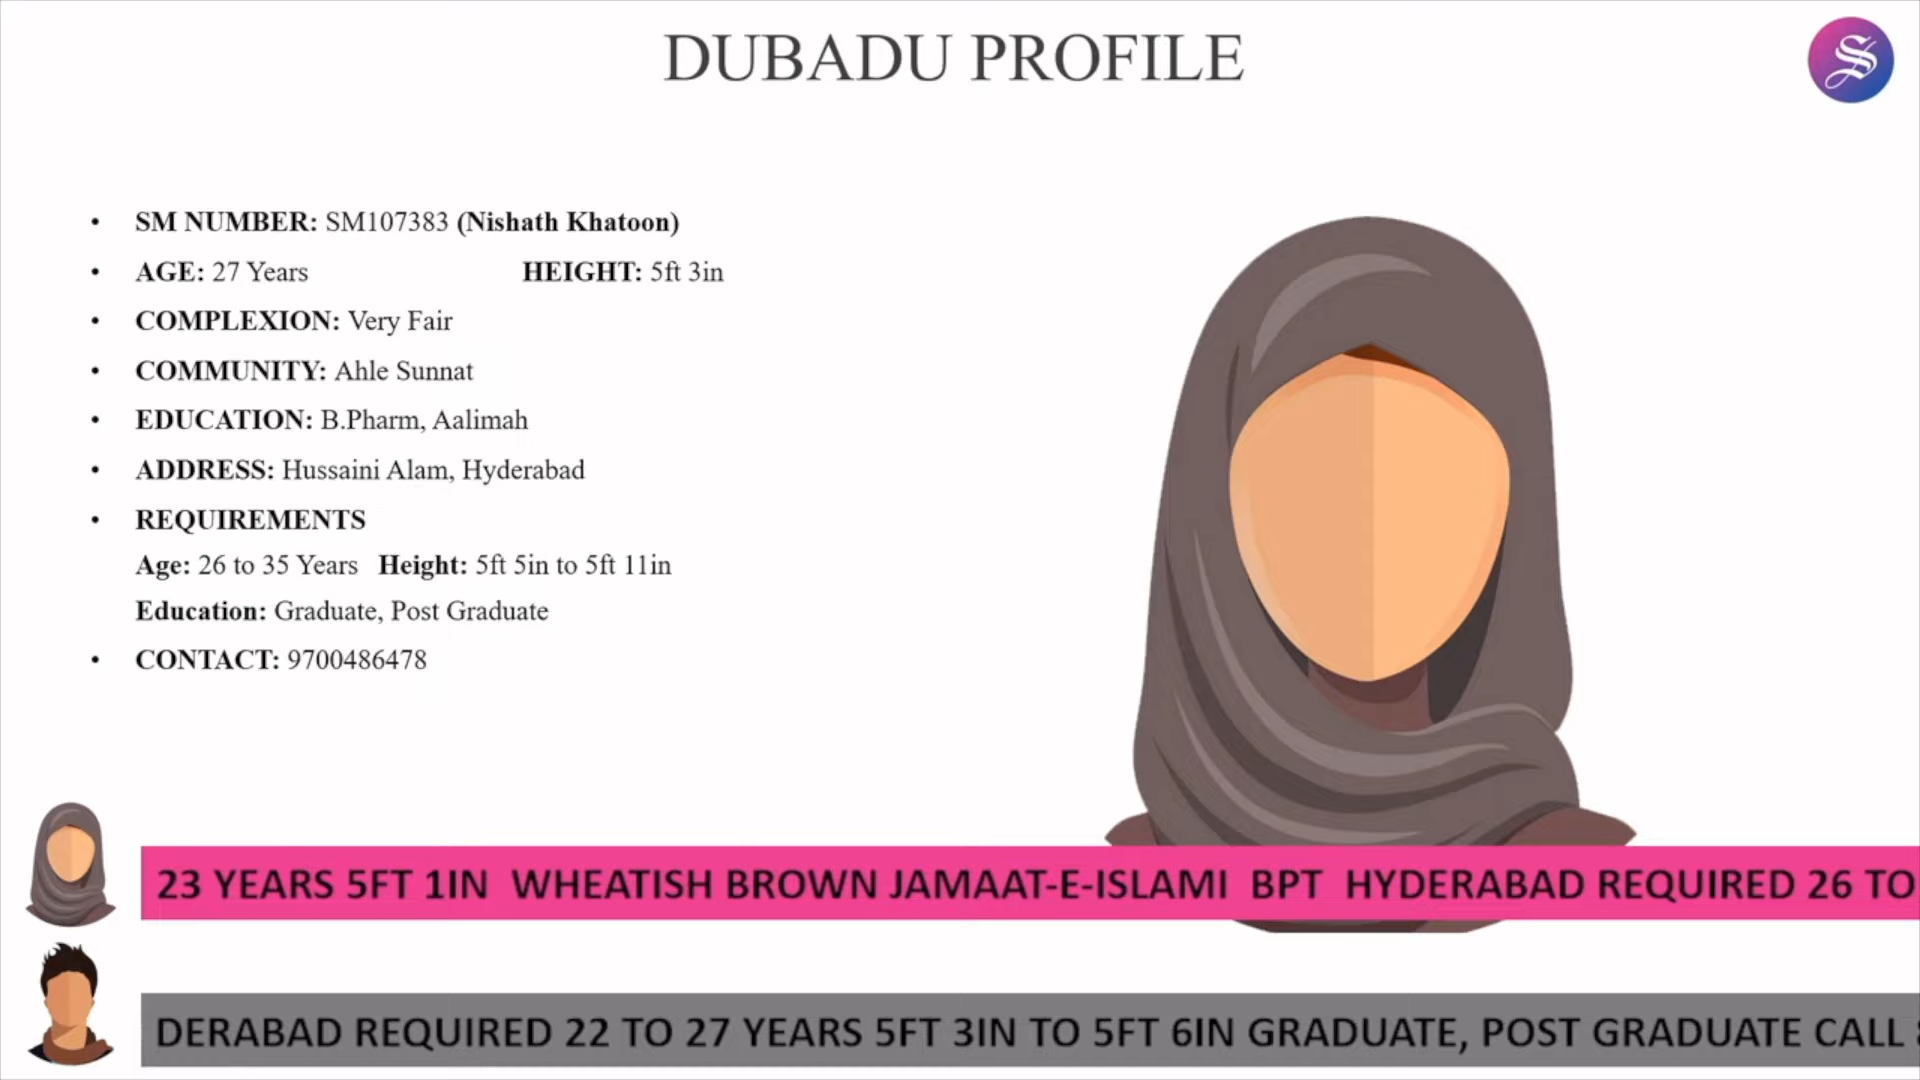 DUBADU PROFILE
S
• SM NUMBER: SM107383 (Nishath Khatoon)
• AGE: 27 Years HEIGHT: 5ft 3in
• COMPLEXION: Very Fair
• COMMUNITY: Ahle Sunnat
• EDUCATION: B.Pharm, Aalimah
• ADDRESS: Hussaini Alam, Hyderabad
• REQUIREMENTS
Age: 26 to 35 Years Height: 5ft 5in to 5ft 11in
Education: Graduate, Post Graduate
• CONTACT: 9700486478
23 YEARS 5FT 1IN WHEATISH BROWN JAMAAT-E-ISLAMI BPT HYDERABAD REQUIRED 26 TO
DERABAD REQUIRED 22 TO 27 YEARS 5FT 3IN TO 5FT 6IN GRADUATE, POST GRADUATE CALL